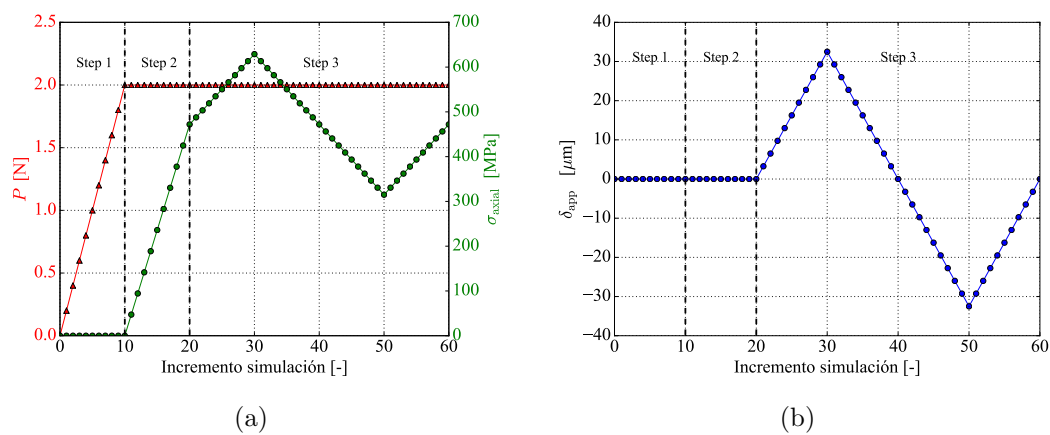 2.5
2.0
1.5
1.0
0.5
0.0
P [N]
Step 1
Step 2
Step 3
700
600
500
400
300
200
100
0
σaxial [MPa]
0 10 20 30 40 50 60
Incremento simulación [-]
(a)
40
30
20
10
0
−10
−20
−30
−40
δapp [μm]
Step 1
Step 2
Step 3
0 10 20 30 40 50 60
Incremento simulación [-]
(b)